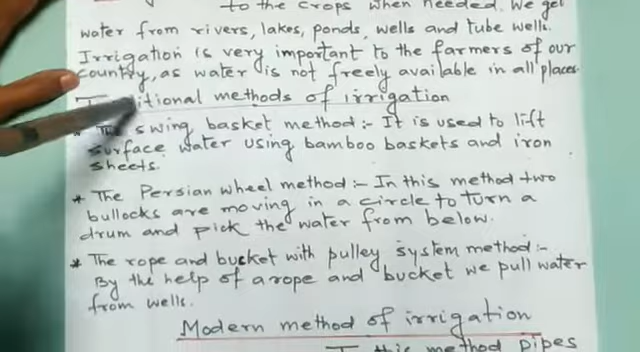 to the crops when needed. We get
water from rivers, lakes, ponds, wells and tube wells.
Irrigation is very important to the farmers of our
country, as water is not freely available in all places.
methods of irrigation
* The swing basket method :- It is used to lift
surface water using bamboo baskets and iron
sheets.
* The Persian wheel method :- In this method two
bullocks are moving in a circle to turn a
drum and pick the water from below.
* The rope and bucket with pulley system method :-
By the help of a rope and bucket we pull water
from wells.
Modern method of irrigation
In this method pipes